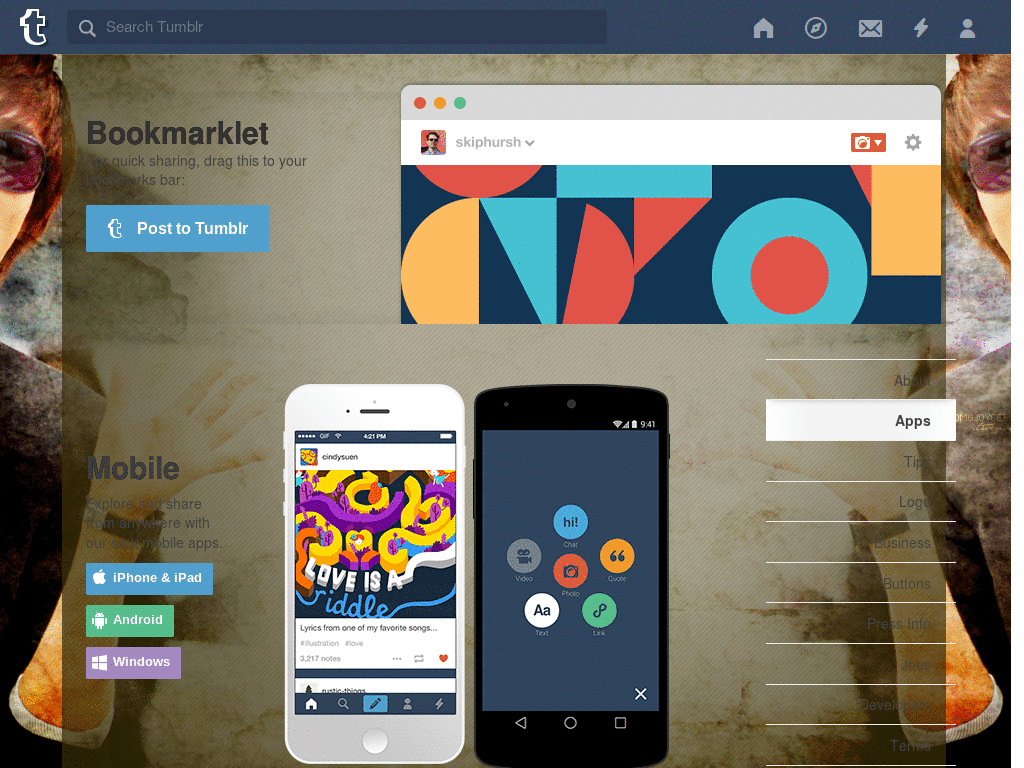 Search Tumblr
Bookmarklet
For quick sharing, drag this to your
bookmarks bar:
Post to Tumblr
skiphursh
About
Apps
Tips
Logo
Business
Buttons
Press Info
Jobs
Developers
Terms
Mobile
Explore and share
from anywhere with
our slick mobile apps.
iPhone & iPad
Android
Windows
GIF
4:21 PM
cindysuen
LOVE IS A
riddle
Lyrics from one of my favorite songs...
#illustration #love
3,217 notes
rustic-things
9:41
hi!
Chat
Video
Quote
Photo
Aa
Text
Link